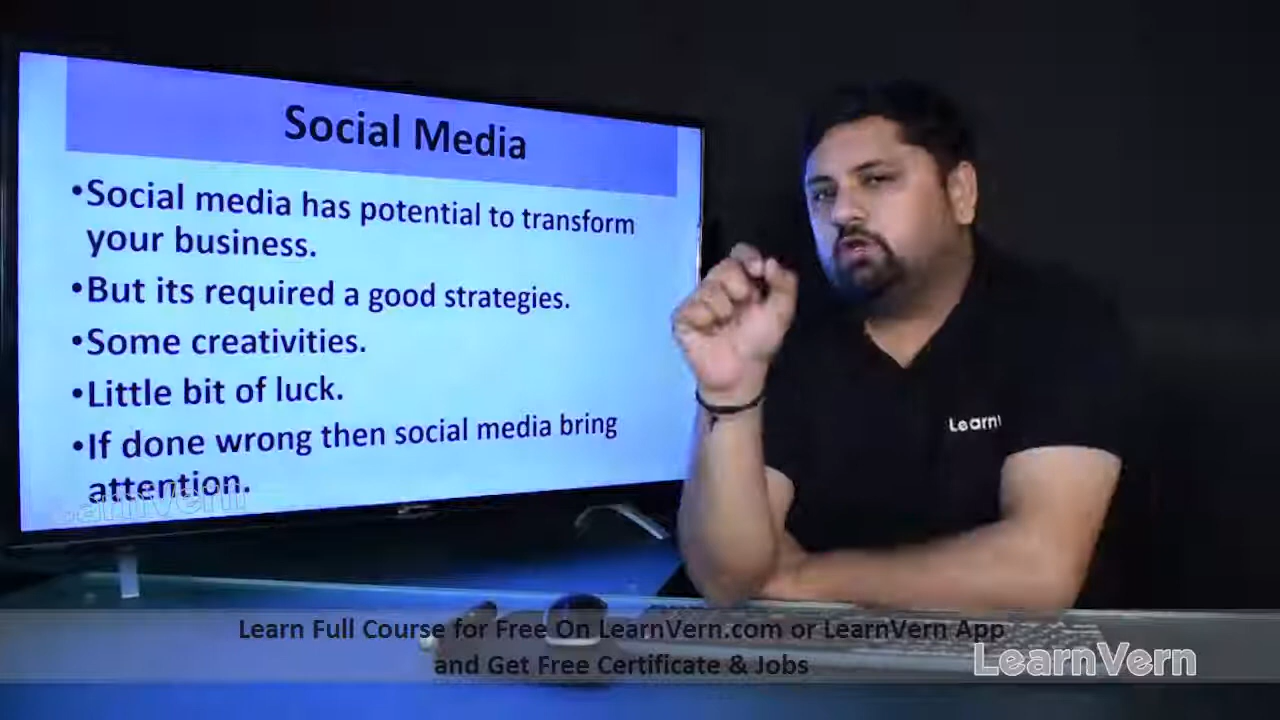 Social Media
•Social media has potential to transform
your business.
•But its required a good strategies.
•Some creativities.
•Little bit of luck.
•If done wrong then social media bring
attention.
LearnVern
Learn
Learn Full Course for Free On LearnVern.com or LearnVern App
and Get Free Certificate & Jobs
LearnVern